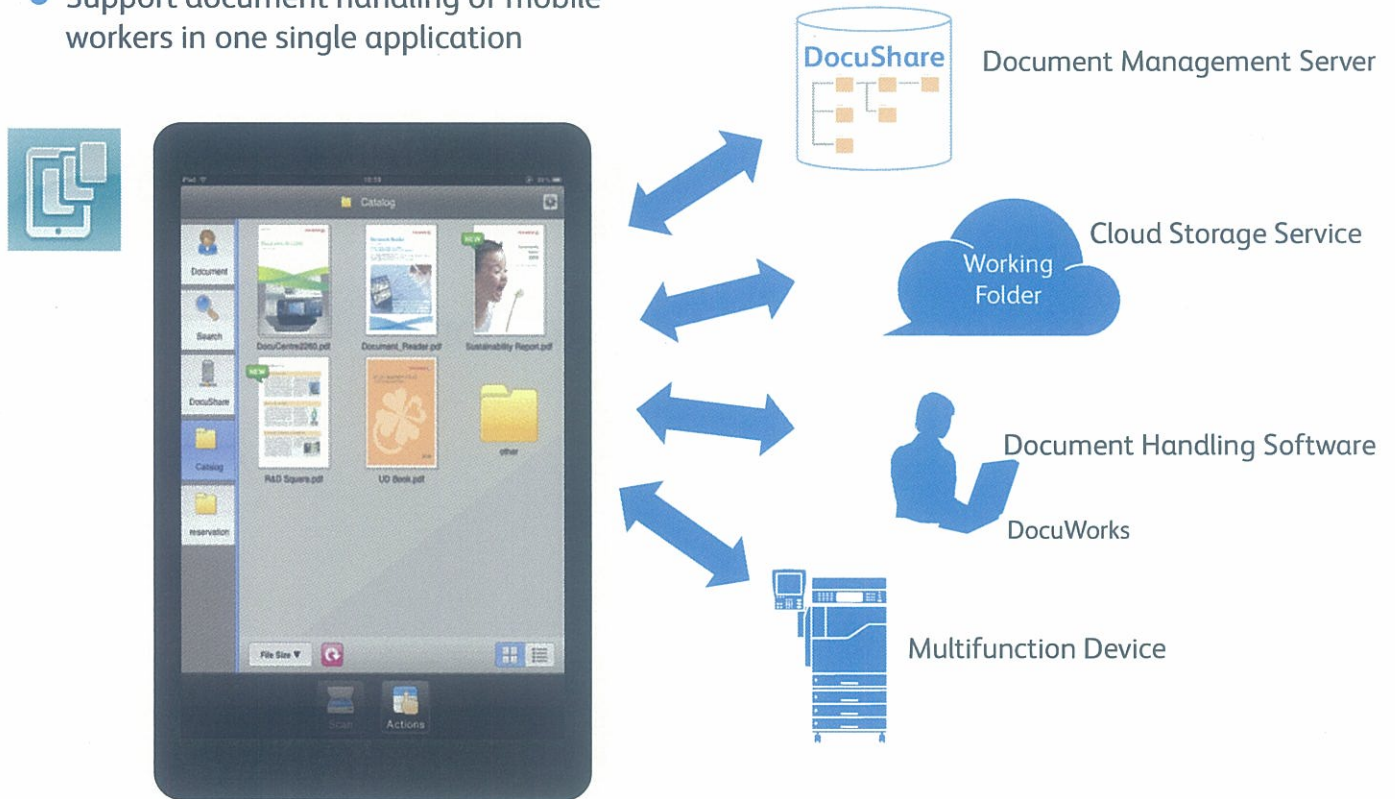 Support document handling of mobile
workers in one single application
DocuShare
Document Management Server
Cloud Storage Service
Working
Folder
Document Handling Software
DocuWorks
Multifunction Device
iPad
Catalog
Document
Search
DocuShare
Catalog
reservation
NEW
DocuCentre2260.pdf
Document_Reader.pdf
Sustainability Report.pdf
NEW
R&D Square.pdf
UD Book.pdf
other
File Size ▼
Scan
Actions